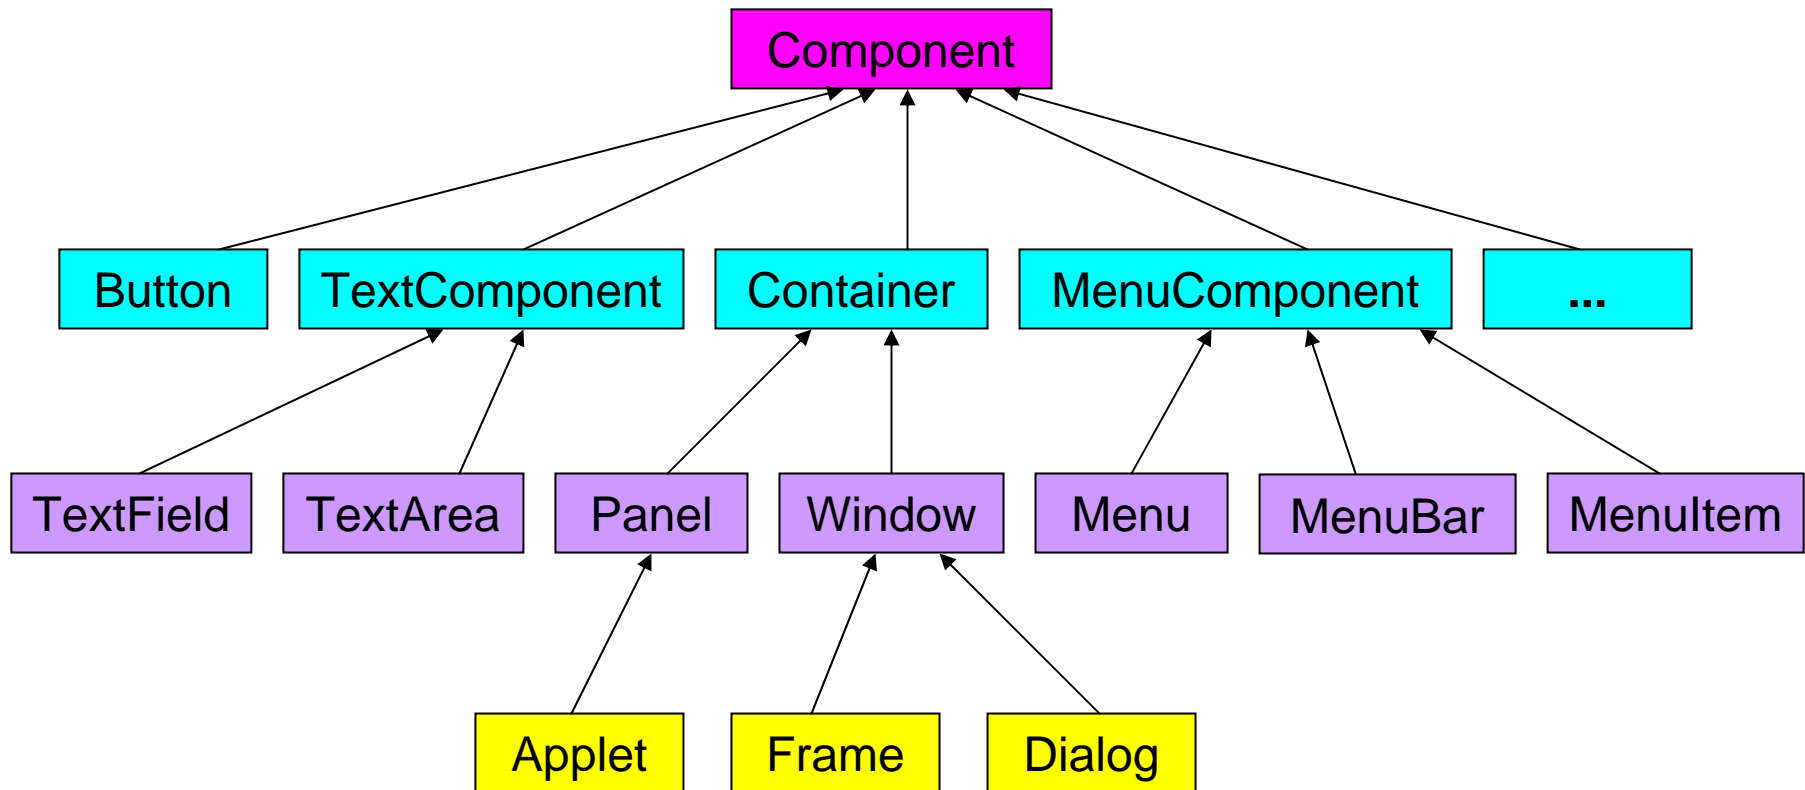 Component
Button
TextComponent
Container
MenuComponent
...
TextField
TextArea
Panel
Window
Menu
MenuBar
MenuItem
Applet
Frame
Dialog